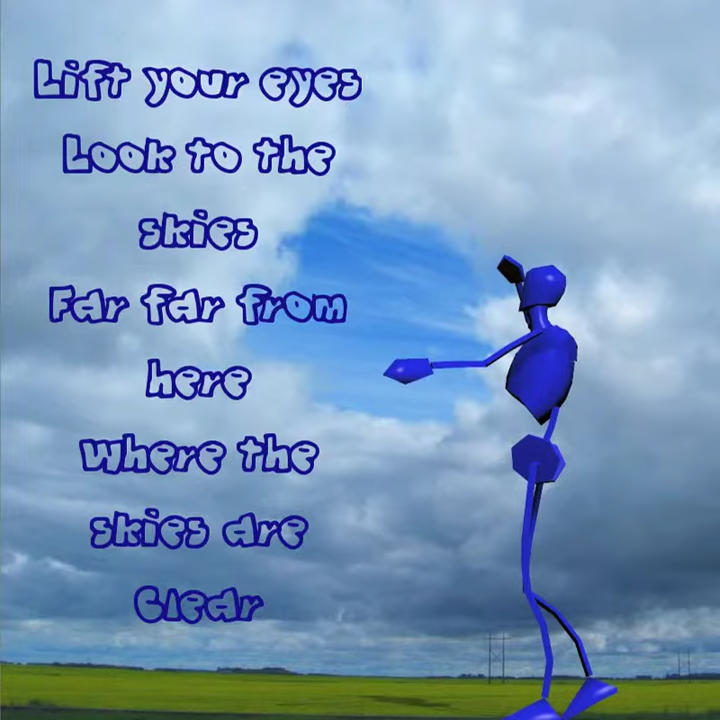 Lift your eyes
Look to the
skies
Far far from
here
Where the
skies are
Clear